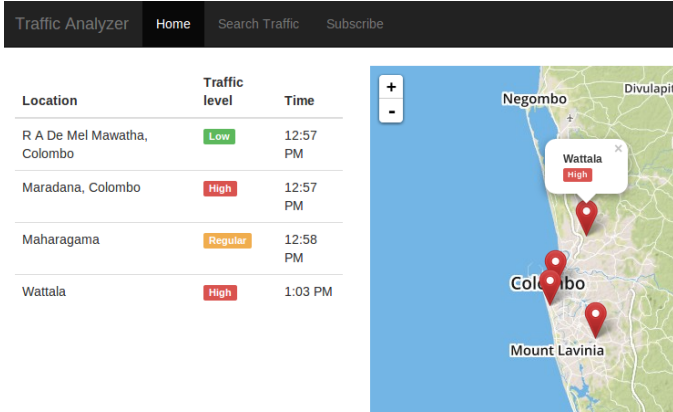 Traffic Analyzer Home Search Traffic Subscribe
Location Traffic level Time
R A De Mel Mawatha, Colombo Low 12:57 PM
Maradana, Colombo High 12:57 PM
Maharagama Regular 12:58 PM
Wattala High 1:03 PM
+
-
Negombo
Divulapit
Wattala ×
High
Colombo
Mount Lavinia